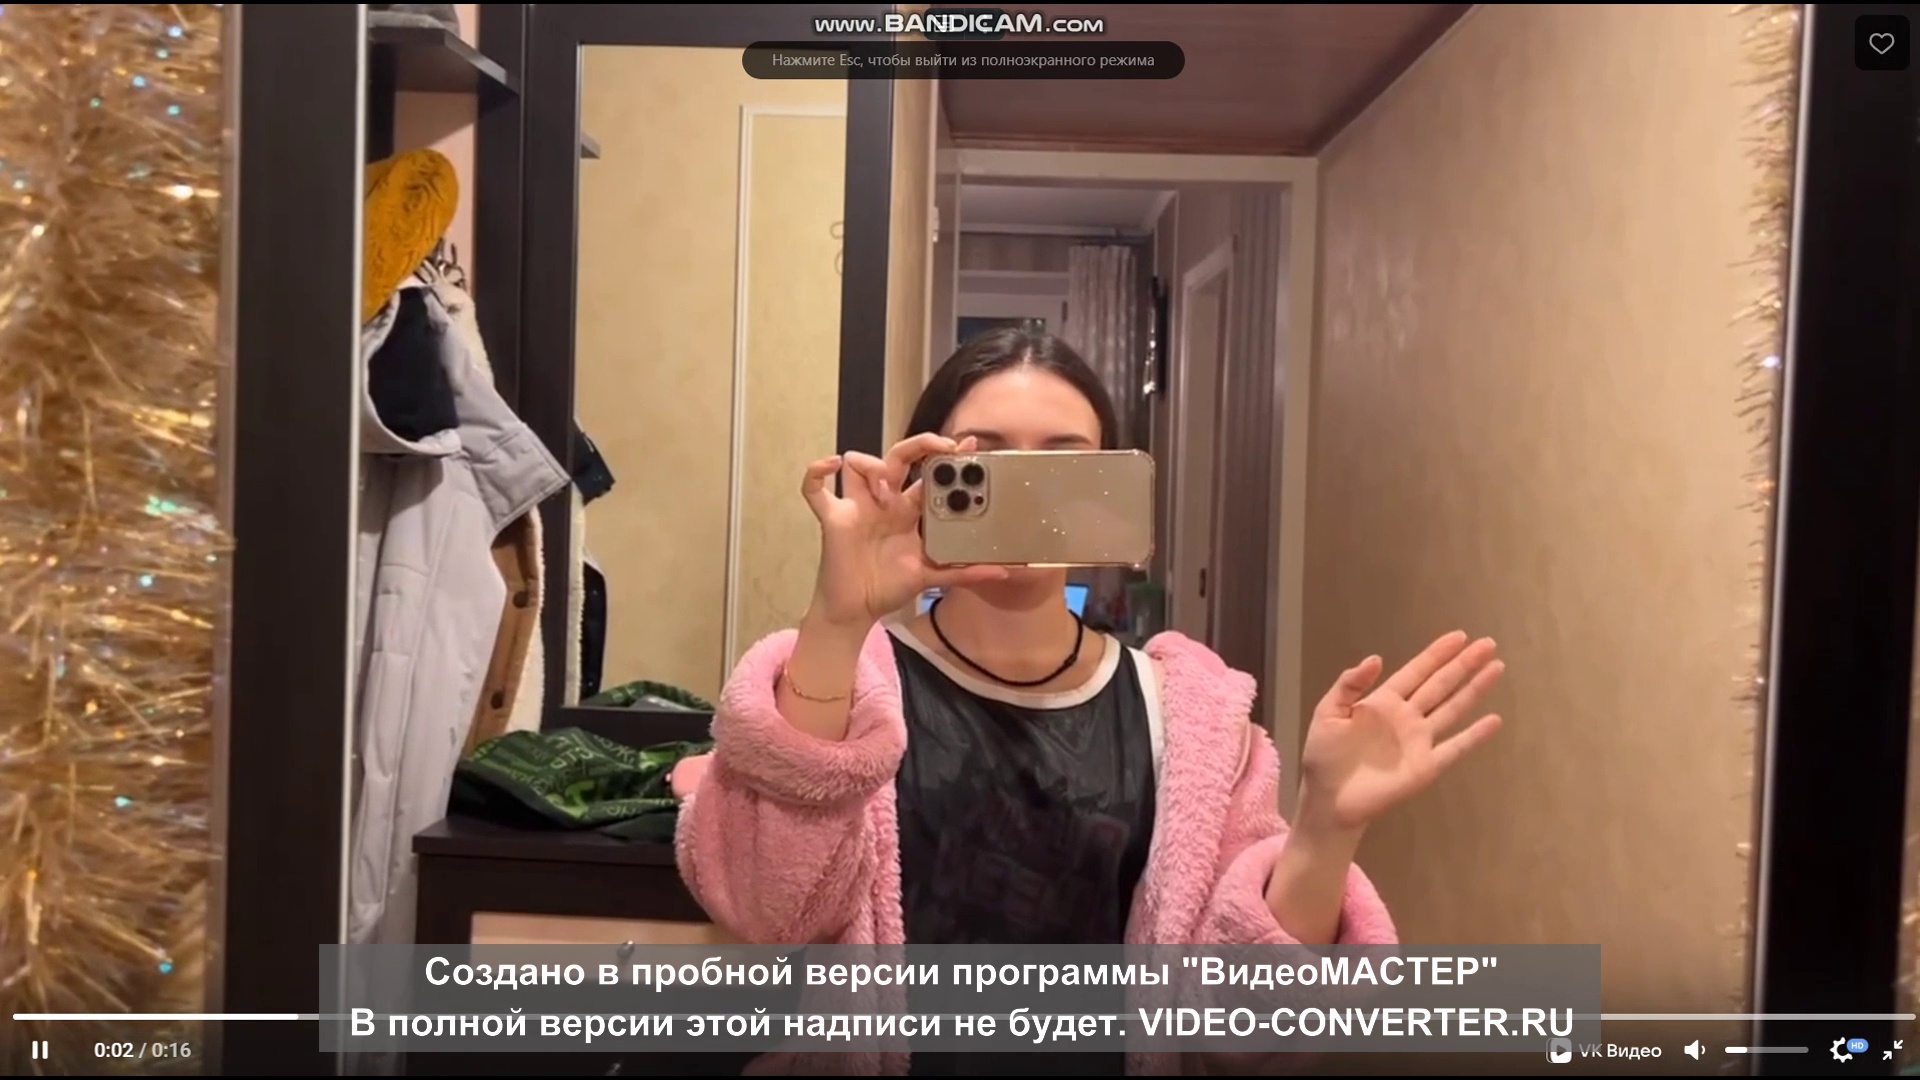 www.BANDICAM.com
Нажмите Esc, чтобы выйти из полноэкранного режима
Создано в пробной версии программы "ВидеоМАСТЕР"
В полной версии этой надписи не будет. VIDEO-CONVERTER.RU
0:02 / 0:16
VK Видео
HD